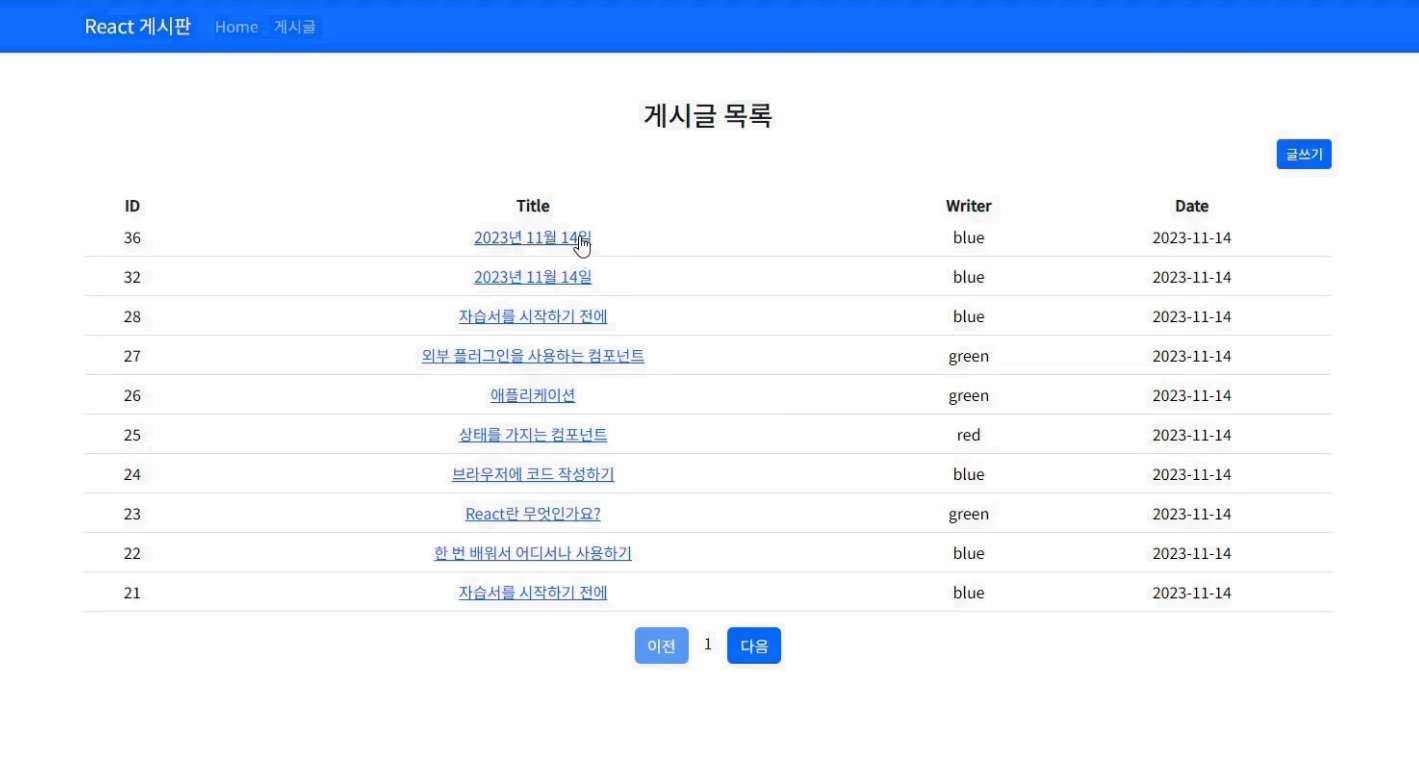 React 게시판 Home 게시글
게시글 목록
글쓰기
ID Title Writer Date
36 2023년 11월 14일 blue 2023-11-14
32 2023년 11월 14일 blue 2023-11-14
28 자습서를 시작하기 전에 blue 2023-11-14
27 외부 플러그인을 사용하는 컴포넌트 green 2023-11-14
26 애플리케이션 green 2023-11-14
25 상태를 가지는 컴포넌트 red 2023-11-14
24 브라우저에 코드 작성하기 blue 2023-11-14
23 React란 무엇인가요? green 2023-11-14
22 한 번 배워서 어디서나 사용하기 blue 2023-11-14
21 자습서를 시작하기 전에 blue 2023-11-14
이전 1 다음